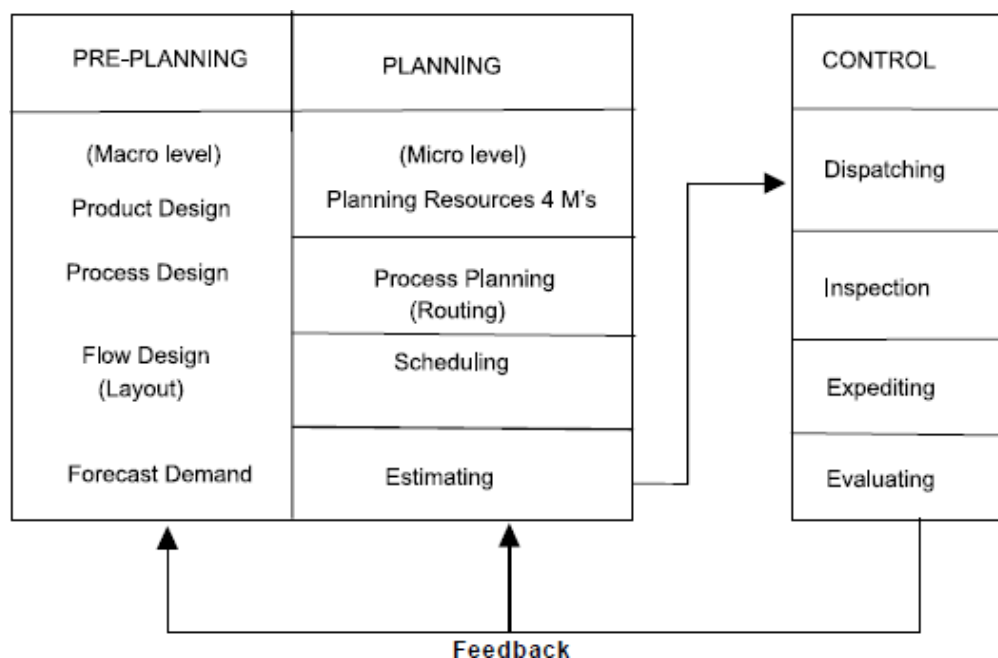 PRE-PLANNING
(Macro level)
Product Design
Process Design
Flow Design
(Layout)
Forecast Demand
PLANNING
(Micro level)
Planning Resources 4 M's
Process Planning
(Routing)
Scheduling
Estimating
CONTROL
Dispatching
Inspection
Expediting
Evaluating
Feedback